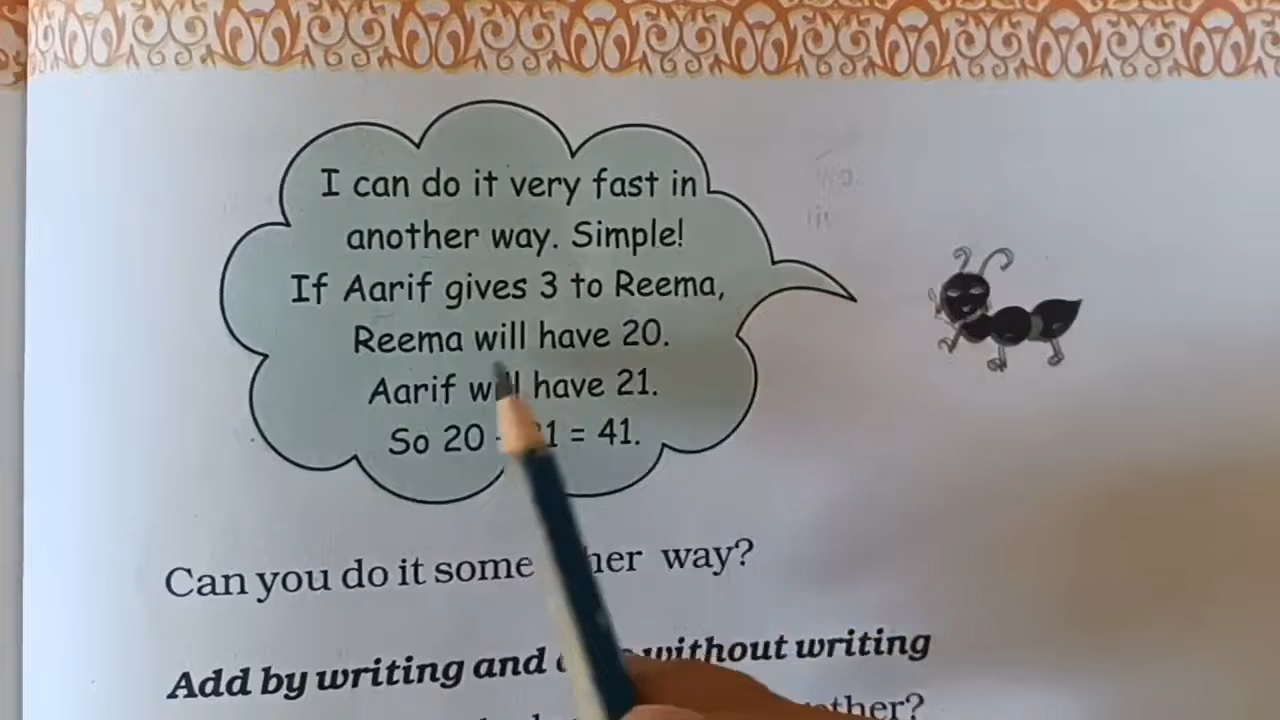 I can do it very fast in
another way. Simple!
If Aarif gives 3 to Reema,
Reema will have 20.
Aarif will have 21.
So 20 = 41.
Can you do it some way?
Add by writing and without writing